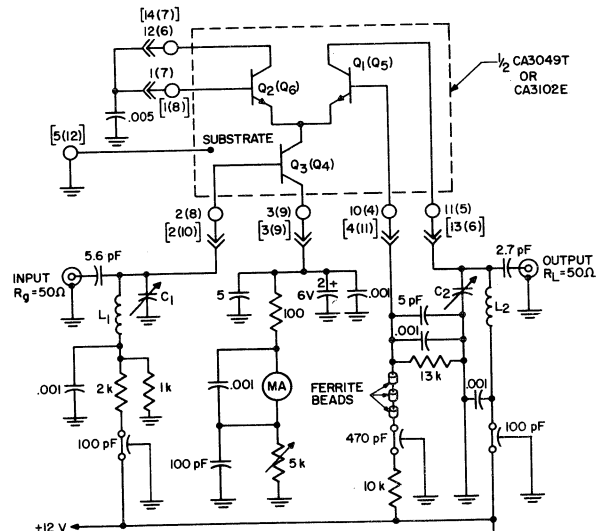 [14(7)
12(6)
1(7)
[1(8)]
.005
[5(12)]
SUBSTRATE
Q2(Q6)
Q1(Q5)
Q3(Q4)
½ CA3049T
OR
CA3102E
2(8)
[2(10)]
3(9)
[3(9)]
10(4)
[4(11)]
11(5)
[13(6)]
INPUT
Rg=50Ω
5.6 pF
C1
L1
.001
2k
1k
100 pF
5
2
+
6V
.001
100
.001
MA
100 pF
5k
5 pF
.001
13k
FERRITE
BEADS
470 pF
10k
C2
L2
2.7 pF
OUTPUT
RL=50Ω
.001
100 pF
+12 V